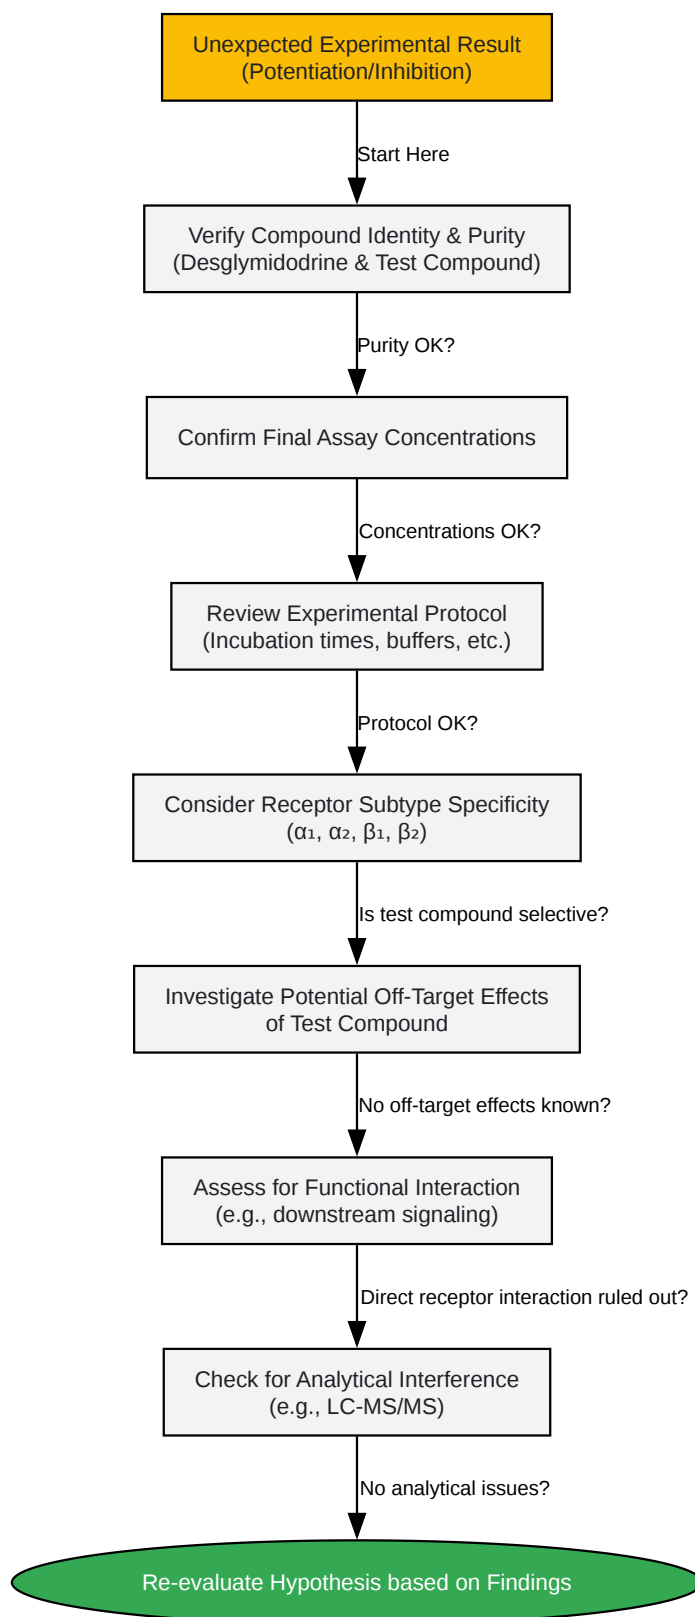 Unexpected Experimental Result
(Potentiation/Inhibition)
Start Here
Verify Compound Identity & Purity
(Desglymidodrine & Test Compound)
Purity OK?
Confirm Final Assay Concentrations
Concentrations OK?
Review Experimental Protocol
(Incubation times, buffers, etc.)
Protocol OK?
Consider Receptor Subtype Specificity
(α₁, α₂, β₁, β₂)
Is test compound selective?
Investigate Potential Off-Target Effects
of Test Compound
No off-target effects known?
Assess for Functional Interaction
(e.g., downstream signaling)
Direct receptor interaction ruled out?
Check for Analytical Interference
(e.g., LC-MS/MS)
No analytical issues?
Re-evaluate Hypothesis based on Findings